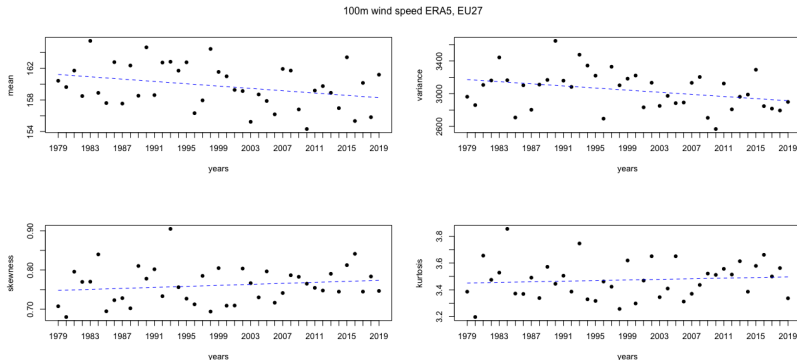 100m wind speed ERA5, EU27
mean
154 158 162
1979 1983 1987 1991 1995 1999 2003 2007 2011 2015 2019
years
variance
2600 3000 3400
1979 1983 1987 1991 1995 1999 2003 2007 2011 2015 2019
years
skewness
0.70 0.80 0.90
1979 1983 1987 1991 1995 1999 2003 2007 2011 2015 2019
years
kurtosis
3.2 3.4 3.6 3.8
1979 1983 1987 1991 1995 1999 2003 2007 2011 2015 2019
years